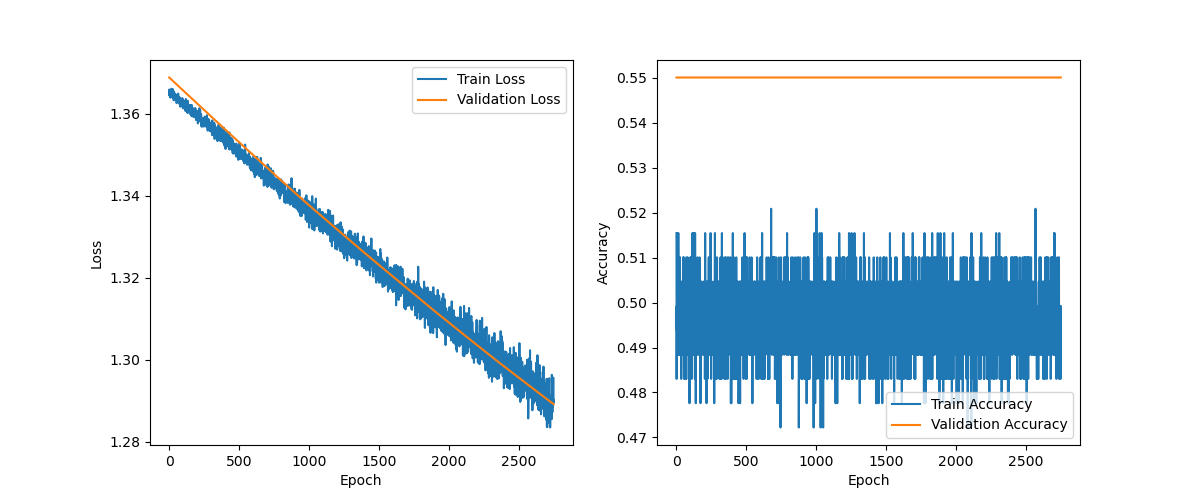 Train Loss
Validation Loss
1.36
1.34
1.32
1.30
1.28
Loss
0 500 1000 1500 2000 2500
Epoch
0.55
0.54
0.53
0.52
0.51
0.50
0.49
0.48
0.47
Accuracy
Train Accuracy
Validation Accuracy
0 500 1000 1500 2000 2500
Epoch